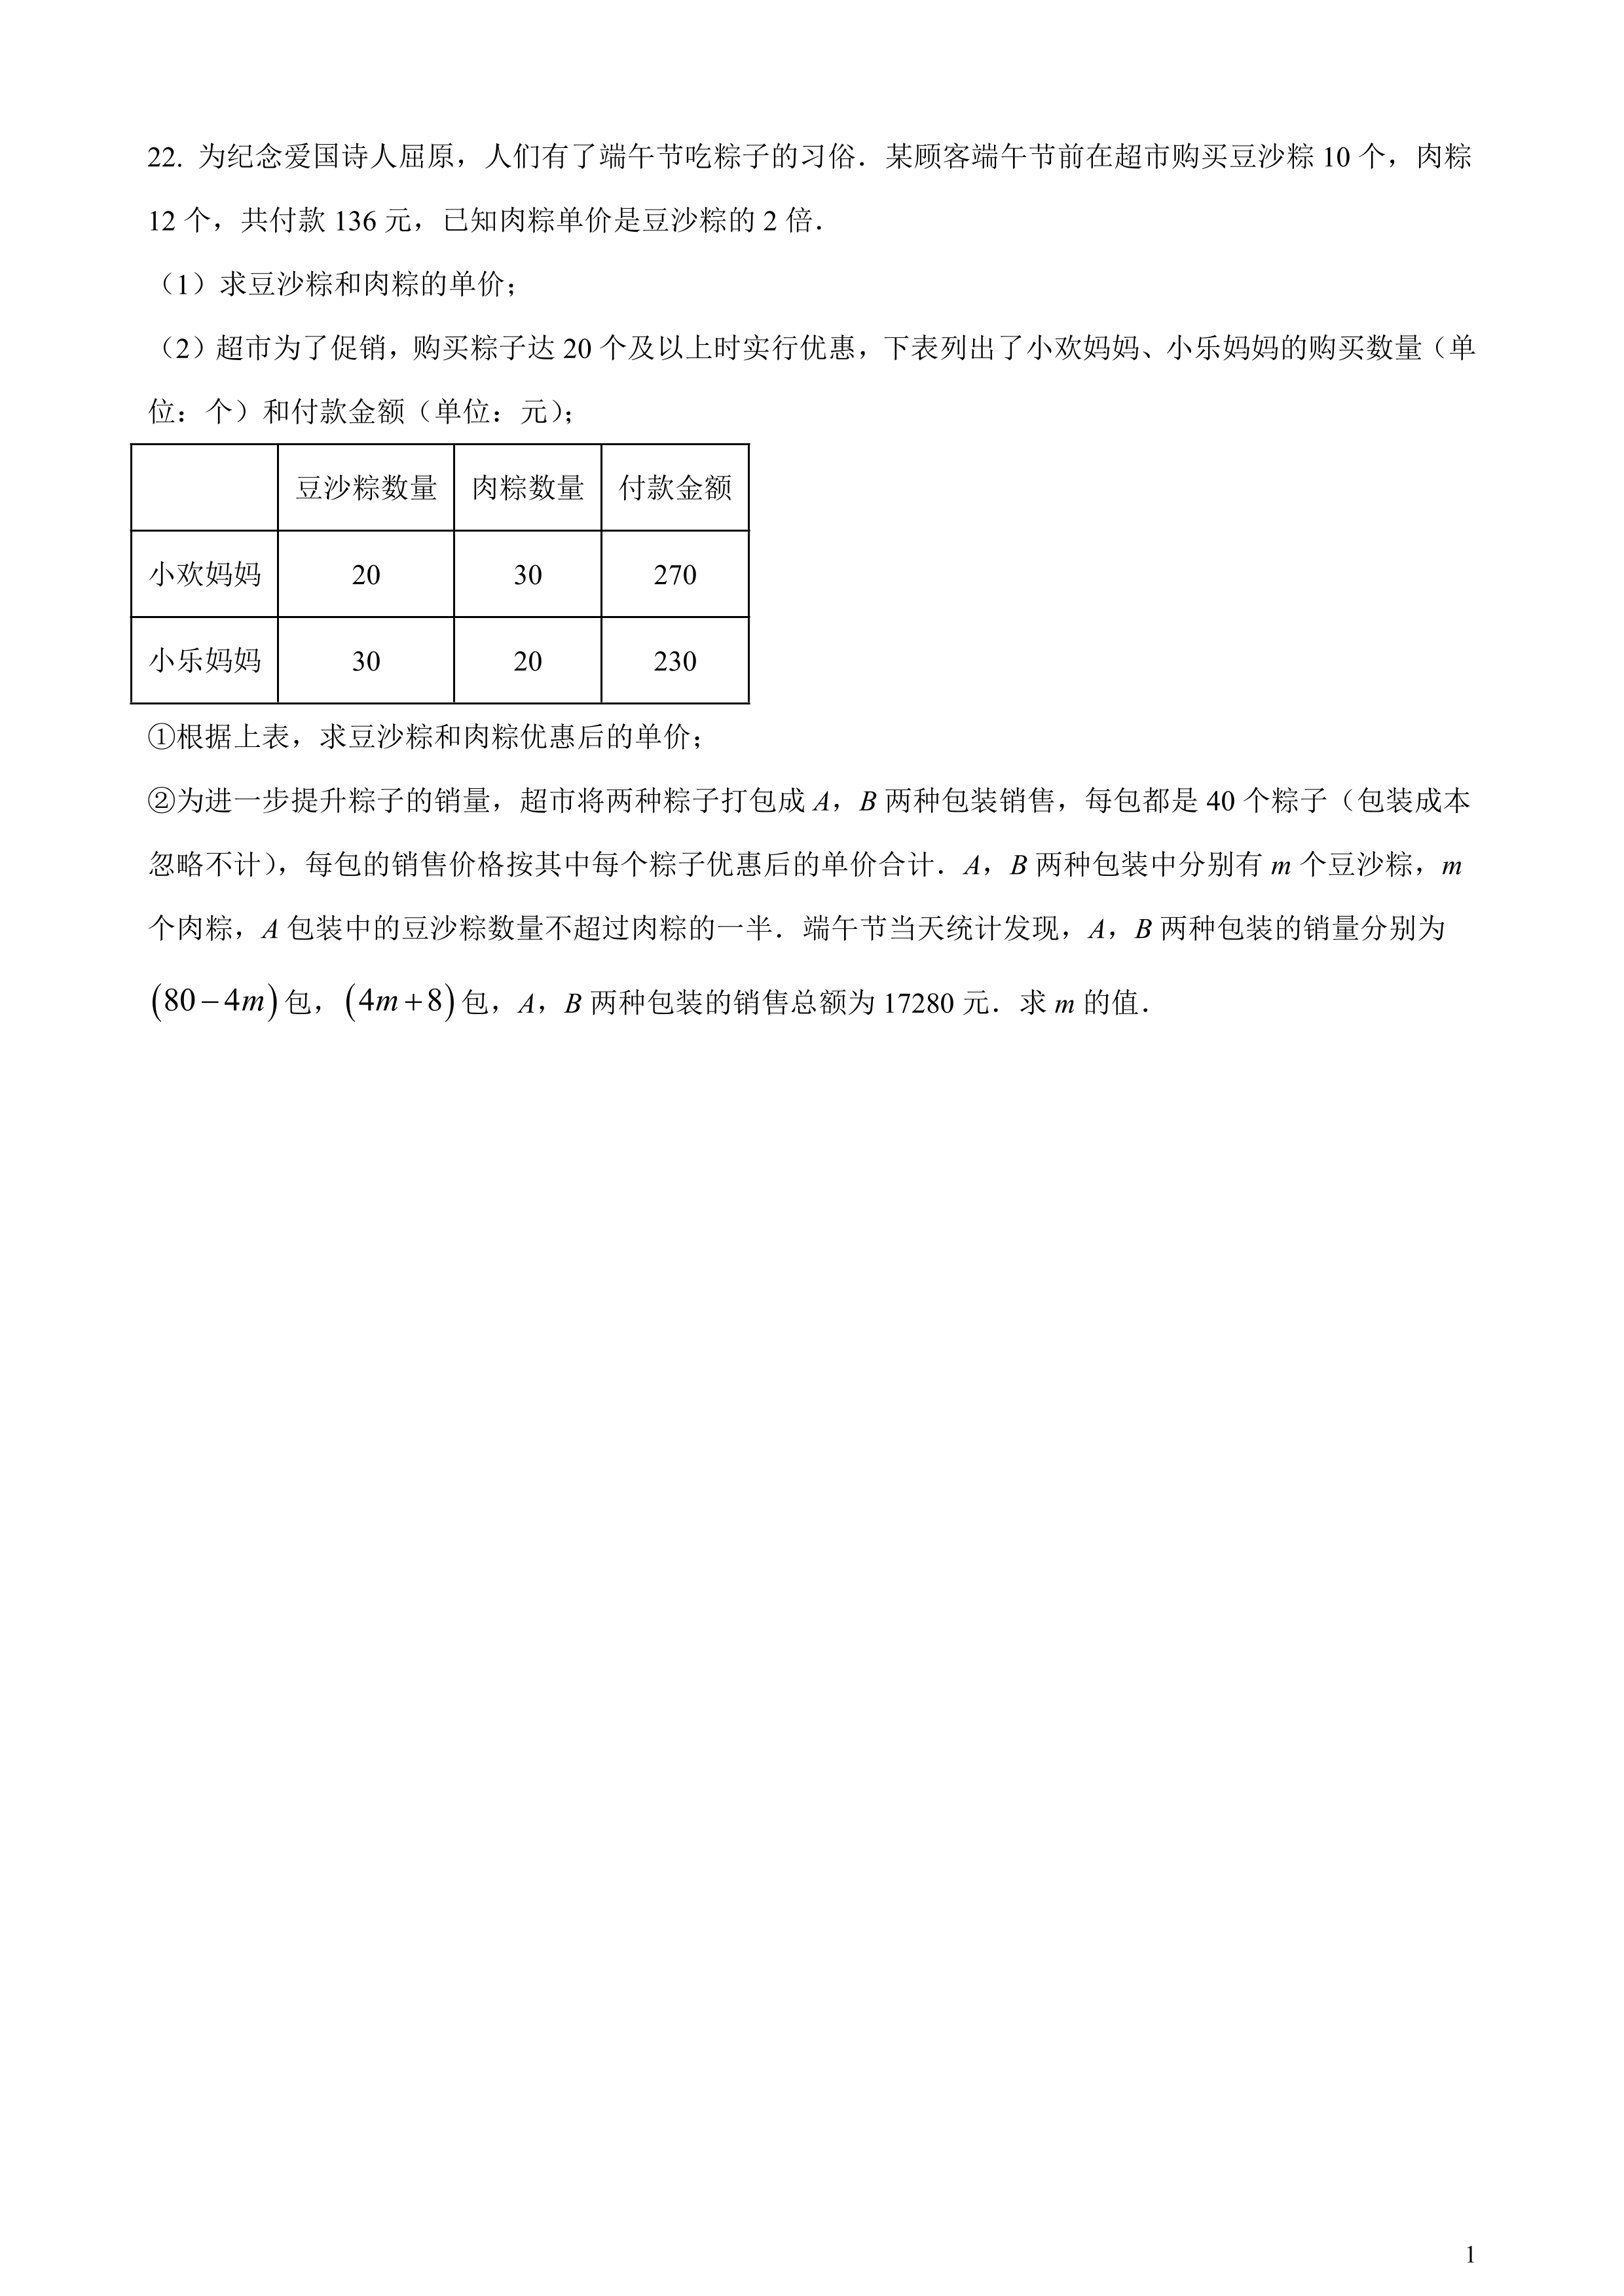 22. 为纪念爱国诗人屈原，人们有了端午节吃粽子的习俗．某顾客端午节前在超市购买豆沙粽 10 个，肉粽
12 个，共付款 136 元，已知肉粽单价是豆沙粽的 2 倍．
（1）求豆沙粽和肉粽的单价；
（2）超市为了促销，购买粽子达 20 个及以上时实行优惠，下表列出了小欢妈妈、小乐妈妈的购买数量（单
位：个）和付款金额（单位：元）；
豆沙粽数量 肉粽数量 付款金额
小欢妈妈 20 30 270
小乐妈妈 30 20 230
①根据上表，求豆沙粽和肉粽优惠后的单价；
②为进一步提升粽子的销量，超市将两种粽子打包成 A，B 两种包装销售，每包都是 40 个粽子（包装成本
忽略不计），每包的销售价格按其中每个粽子优惠后的单价合计．A，B 两种包装中分别有 m 个豆沙粽，m
个肉粽，A 包装中的豆沙粽数量不超过肉粽的一半．端午节当天统计发现，A，B 两种包装的销量分别为
(80－4m) 包，(4m＋8) 包，A，B 两种包装的销售总额为 17280 元．求 m 的值．
1